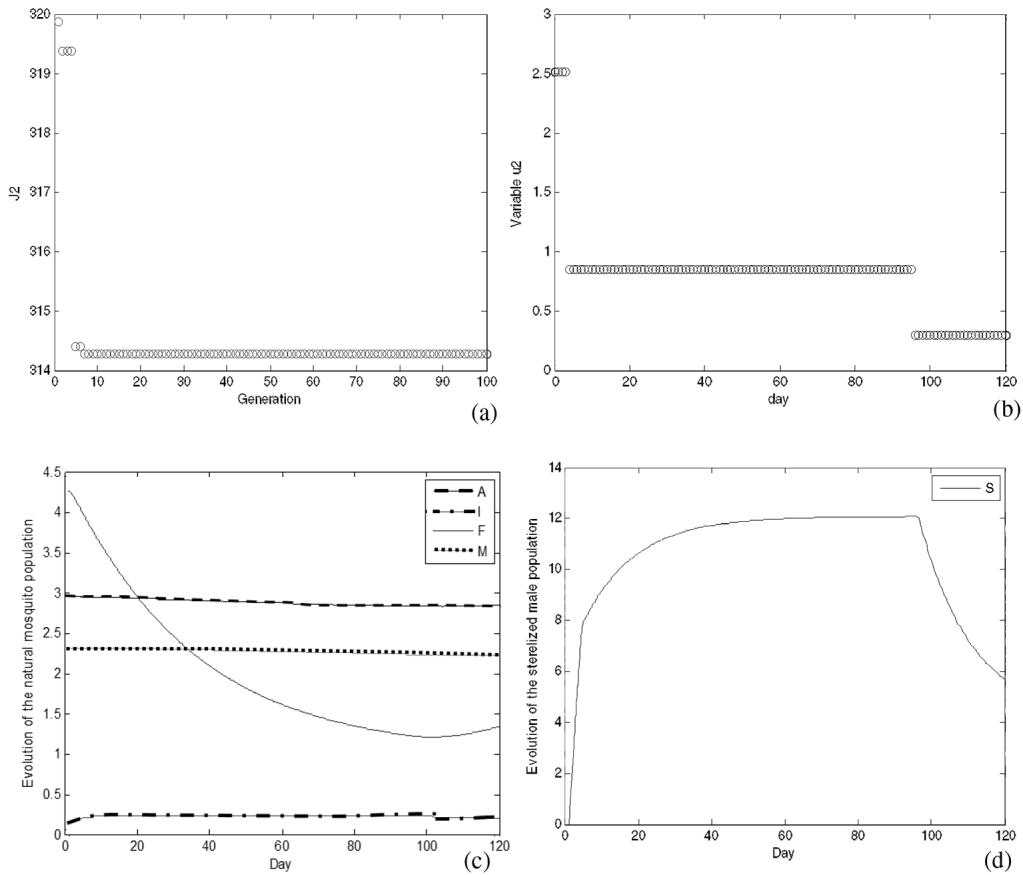 320
319
318
317
316
315
314
J2
0 10 20 30 40 50 60 70 80 90 100
Generation
(a)
3
2.5
2
1.5
1
0.5
0
Variable u2
0 20 40 60 80 100 120
day
(b)
4.5
4
3.5
3
2.5
2
1.5
1
0.5
0
Evolution of the natural mosquito population
A
I
F
M
0 20 40 60 80 100 120
Day
(c)
14
12
10
8
6
4
2
0
Evolution of the sterelized male population
S
0 20 40 60 80 100 120
Day
(d)